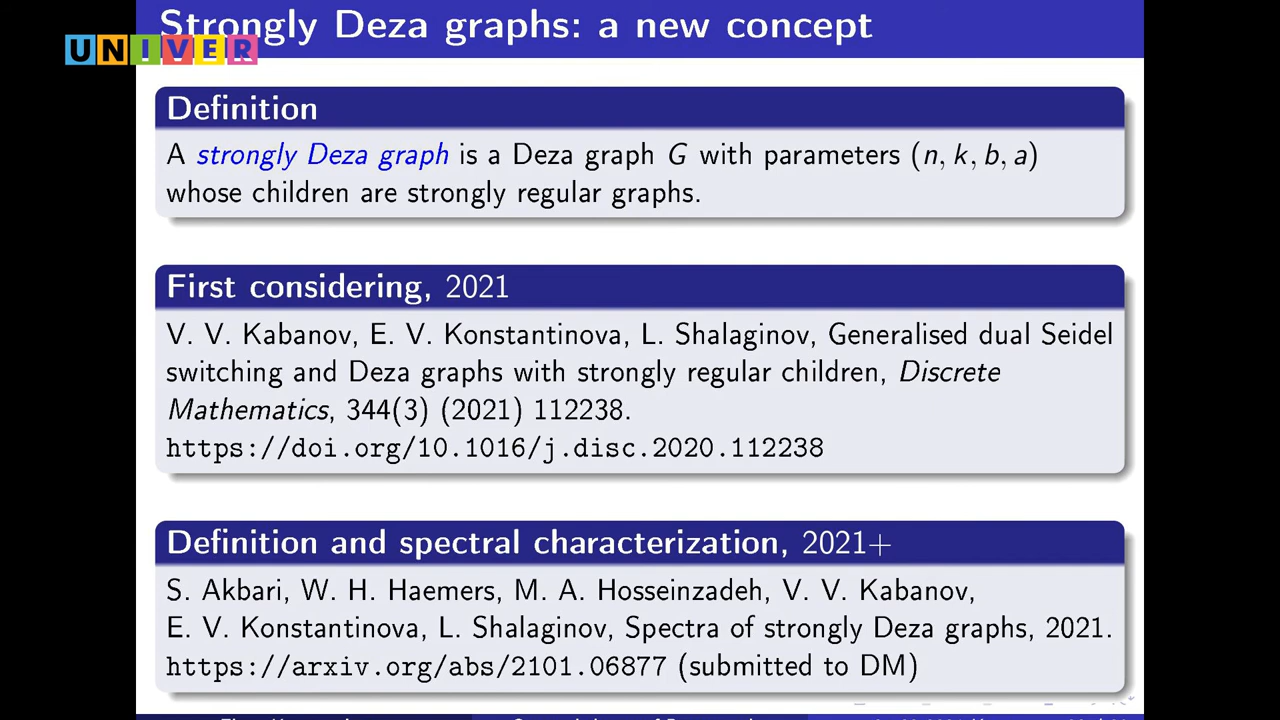 Strongly Deza graphs: a new concept
UNIVER
Definition
A strongly Deza graph is a Deza graph G with parameters (n, k, b, a)
whose children are strongly regular graphs.
First considering, 2021
V. V. Kabanov, E. V. Konstantinova, L. Shalaginov, Generalised dual Seidel
switching and Deza graphs with strongly regular children, Discrete
Mathematics, 344(3) (2021) 112238.
https://doi.org/10.1016/j.disc.2020.112238
Definition and spectral characterization, 2021+
S. Akbari, W. H. Haemers, M. A. Hosseinzadeh, V. V. Kabanov,
E. V. Konstantinova, L. Shalaginov, Spectra of strongly Deza graphs, 2021.
https://arxiv.org/abs/2101.06877 (submitted to DM)